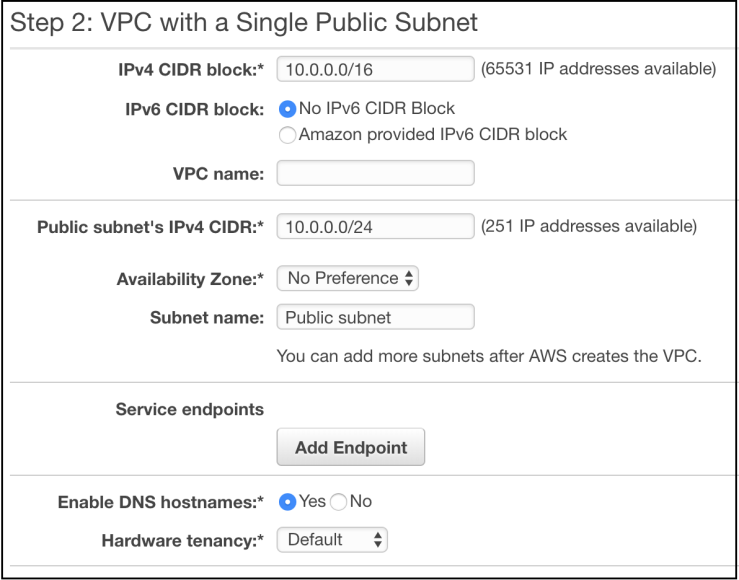 Step 2: VPC with a Single Public Subnet
IPv4 CIDR block:* 10.0.0.0/16 (65531 IP addresses available)
IPv6 CIDR block: No IPv6 CIDR Block
Amazon provided IPv6 CIDR block
VPC name:
Public subnet's IPv4 CIDR:* 10.0.0.0/24 (251 IP addresses available)
Availability Zone:* No Preference
Subnet name: Public subnet
You can add more subnets after AWS creates the VPC.
Service endpoints
Add Endpoint
Enable DNS hostnames:* Yes No
Hardware tenancy:* Default